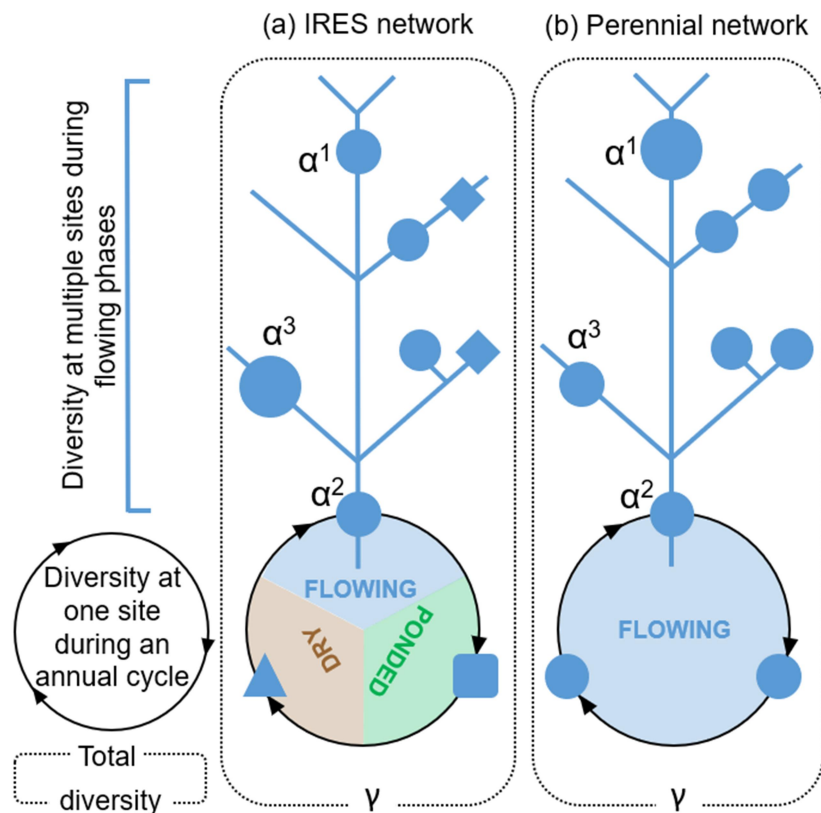 (a) IRES network
(b) Perennial network
Diversity at multiple sites during
flowing phases
α¹
α³
α²
FLOWING
DRY
PONDED
γ
α¹
α³
α²
FLOWING
γ
Diversity at
one site
during an
annual cycle
Total
diversity